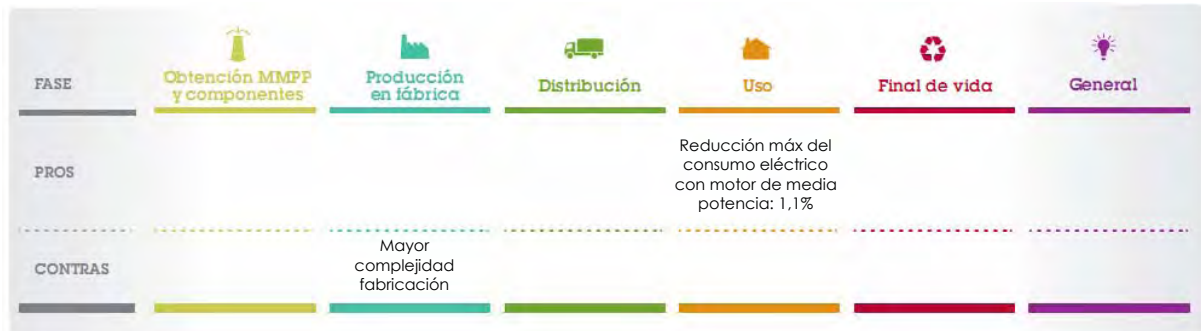 FASE
Obtención MMPP
y componentes
Producción
en fábrica
Distribución
Uso
Final de vida
General
PROS
Reducción máx del
consumo eléctrico
con motor de media
potencia: 1,1%
CONTRAS
Mayor
complejidad
fabricación